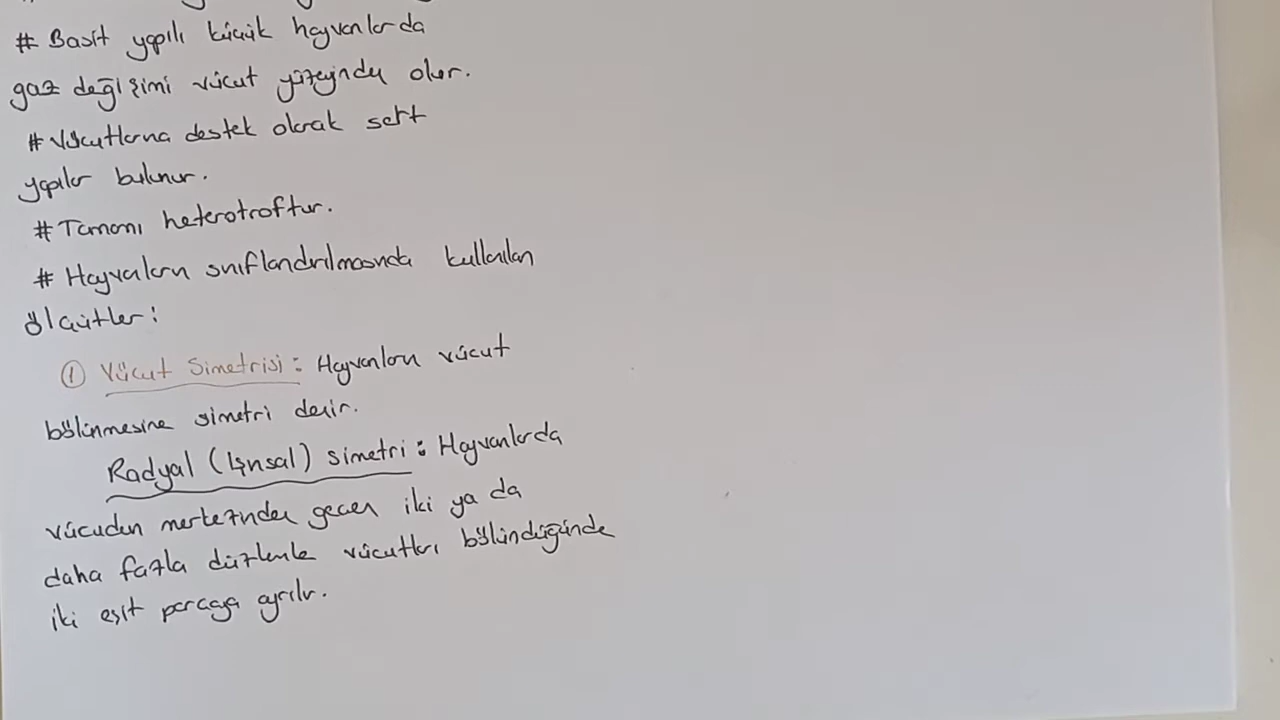 # Basit yapılı küçük hayvanlarda
gaz değişimi vücut yüzeyinden olur.
# Vücutlarına destek olarak sert
yapılar bulunur.
# Tamamı heterotroftur.
# Hayvanların sınıflandırılmasında kullanılan
ölçütler:
① Vücut Simetrisi: Hayvanların vücut
bölünmesine simetri denir.
Radyal (Işınsal) simetri: Hayvanlarda
vücudun merkezinden geçen iki ya da
daha fazla düzlemle vücutları bölündüğünde
iki eşit parçaya ayrılır.